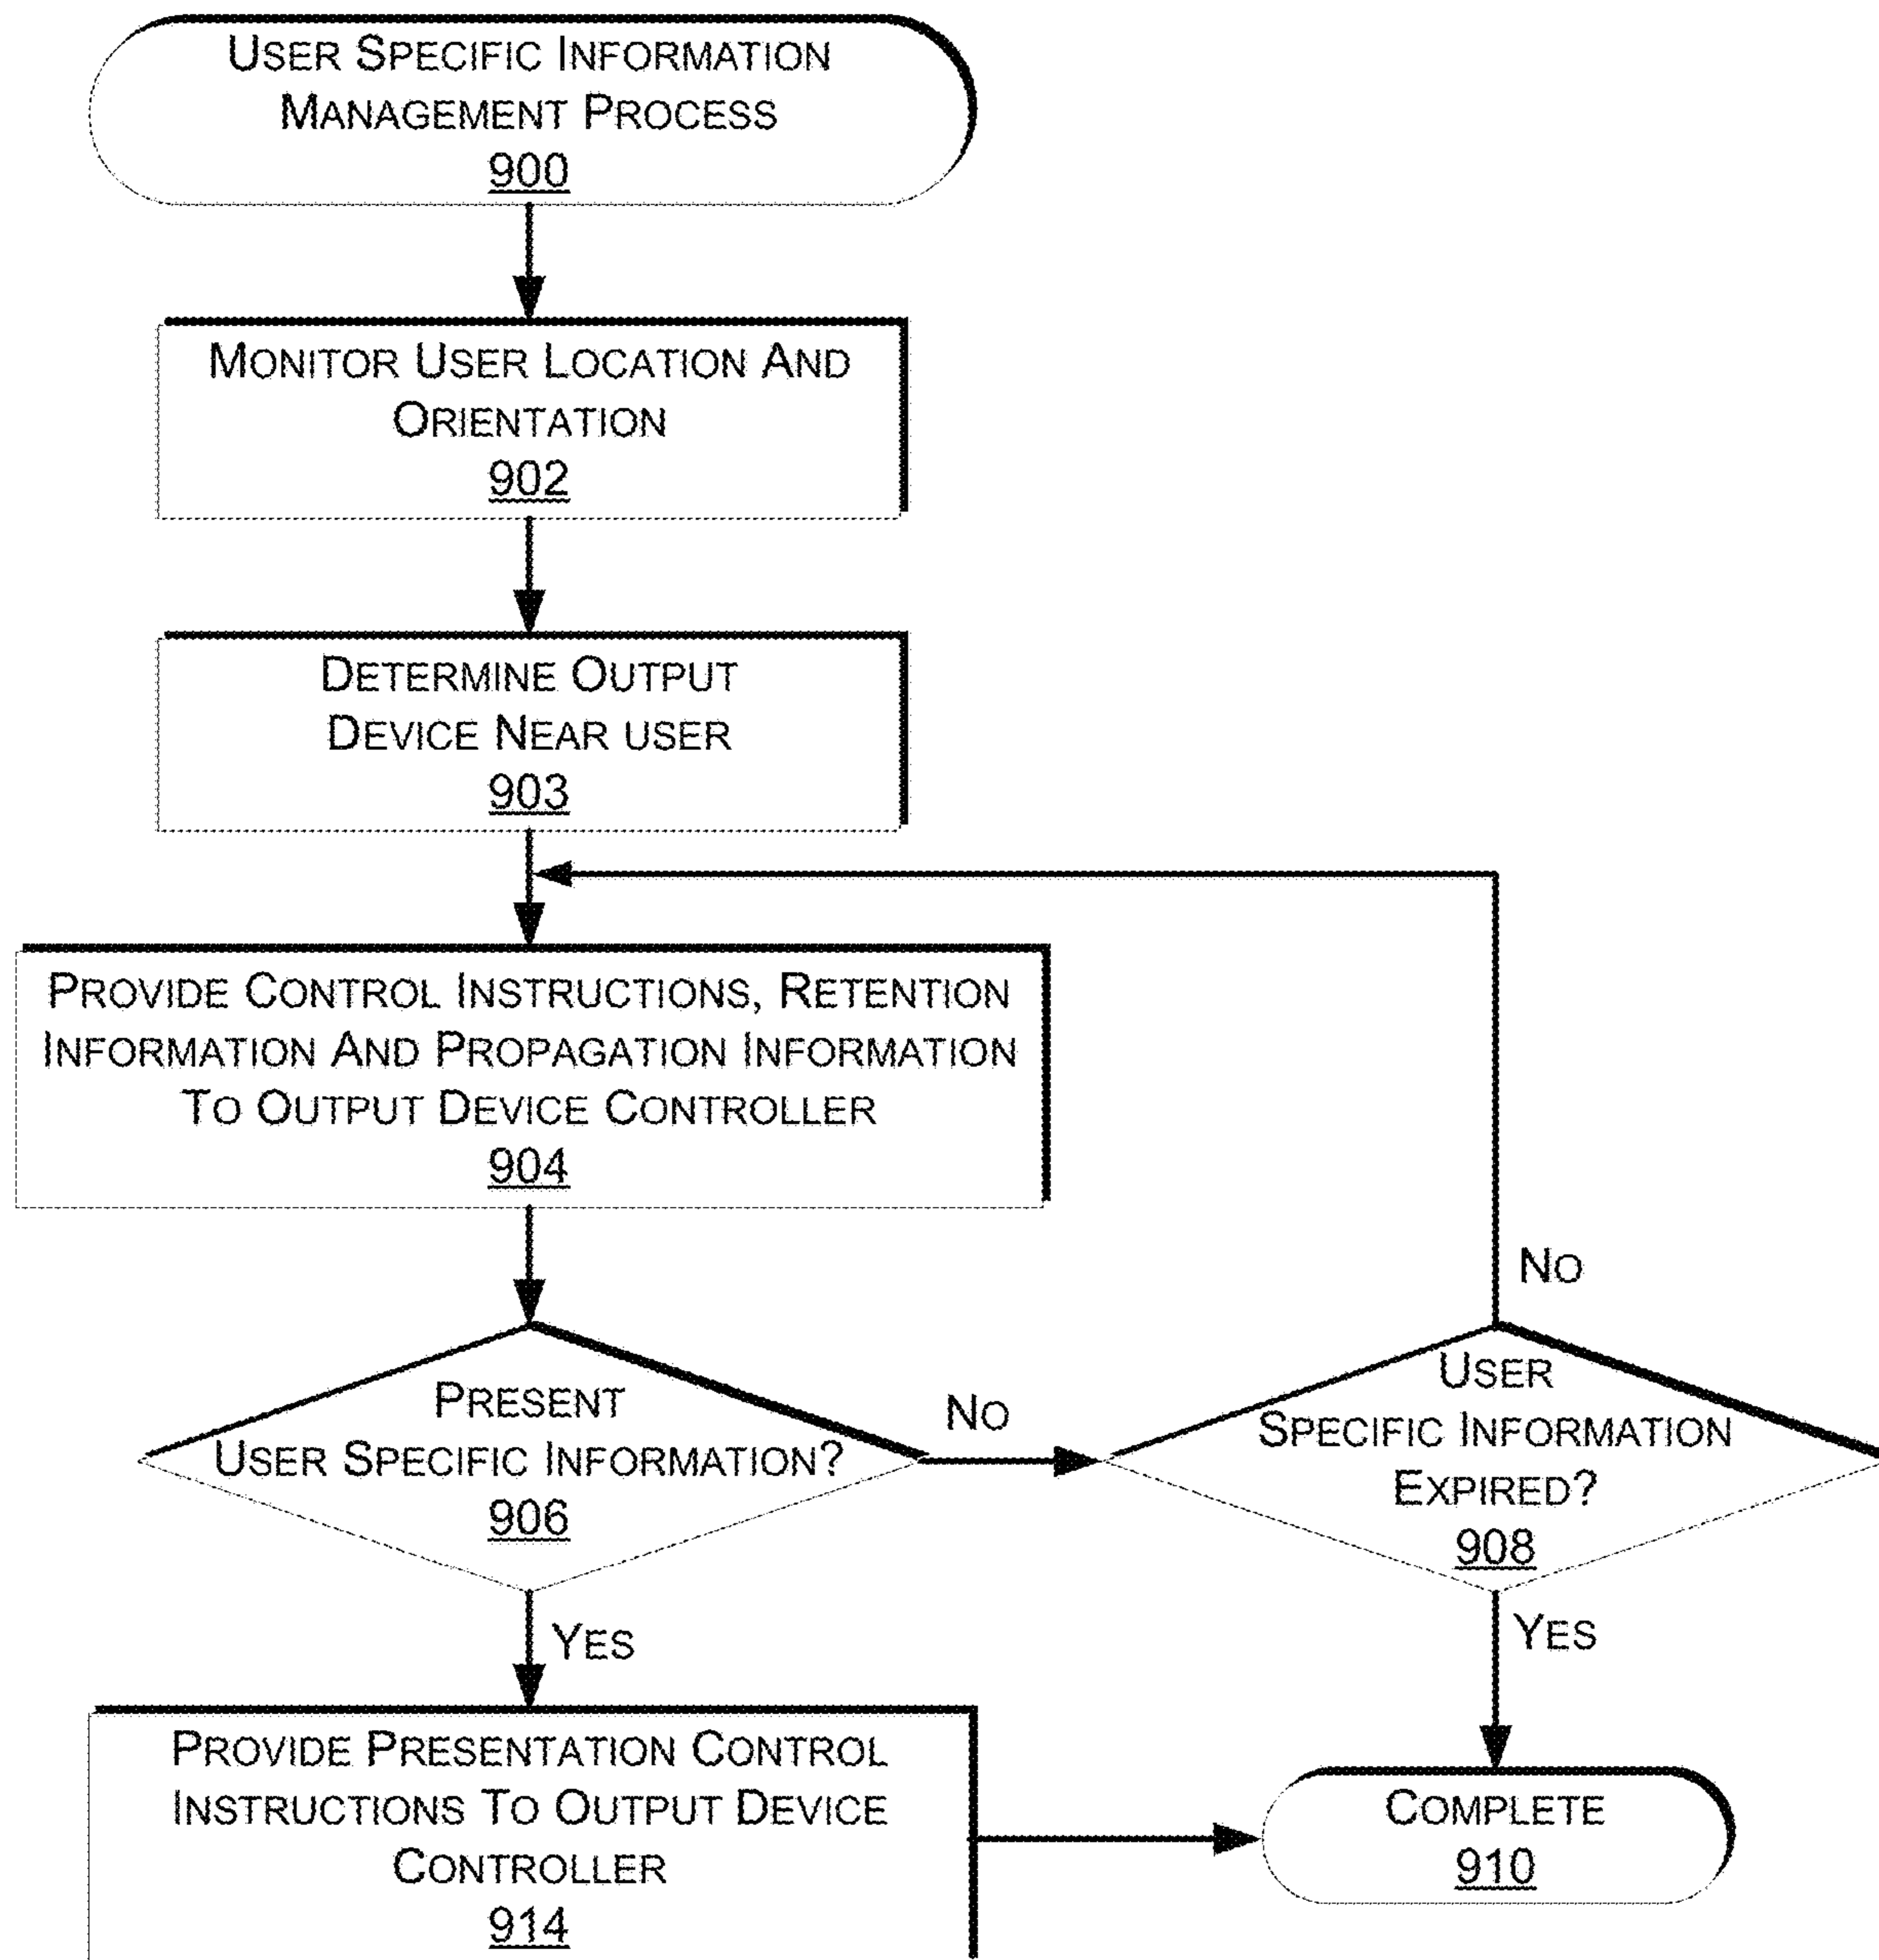 USER SPECIFIC INFORMATION
MANAGEMENT PROCESS
900
MONITOR USER LOCATION AND
ORIENTATION
902
DETERMINE OUTPUT
DEVICE NEAR USER
903
PROVIDE CONTROL INSTRUCTIONS, RETENTION
INFORMATION AND PROPAGATION INFORMATION
TO OUTPUT DEVICE CONTROLLER
904
PRESENT
USER SPECIFIC INFORMATION?
906
NO
USER
SPECIFIC INFORMATION
EXPIRED?
908
NO
YES
YES
PROVIDE PRESENTATION CONTROL
INSTRUCTIONS TO OUTPUT DEVICE
CONTROLLER
914
COMPLETE
910